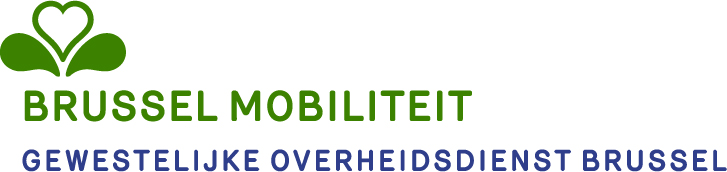 BRUSSEL MOBILITEIT
GEWESTELIJKE OVERHEIDSDIENST BRUSSEL